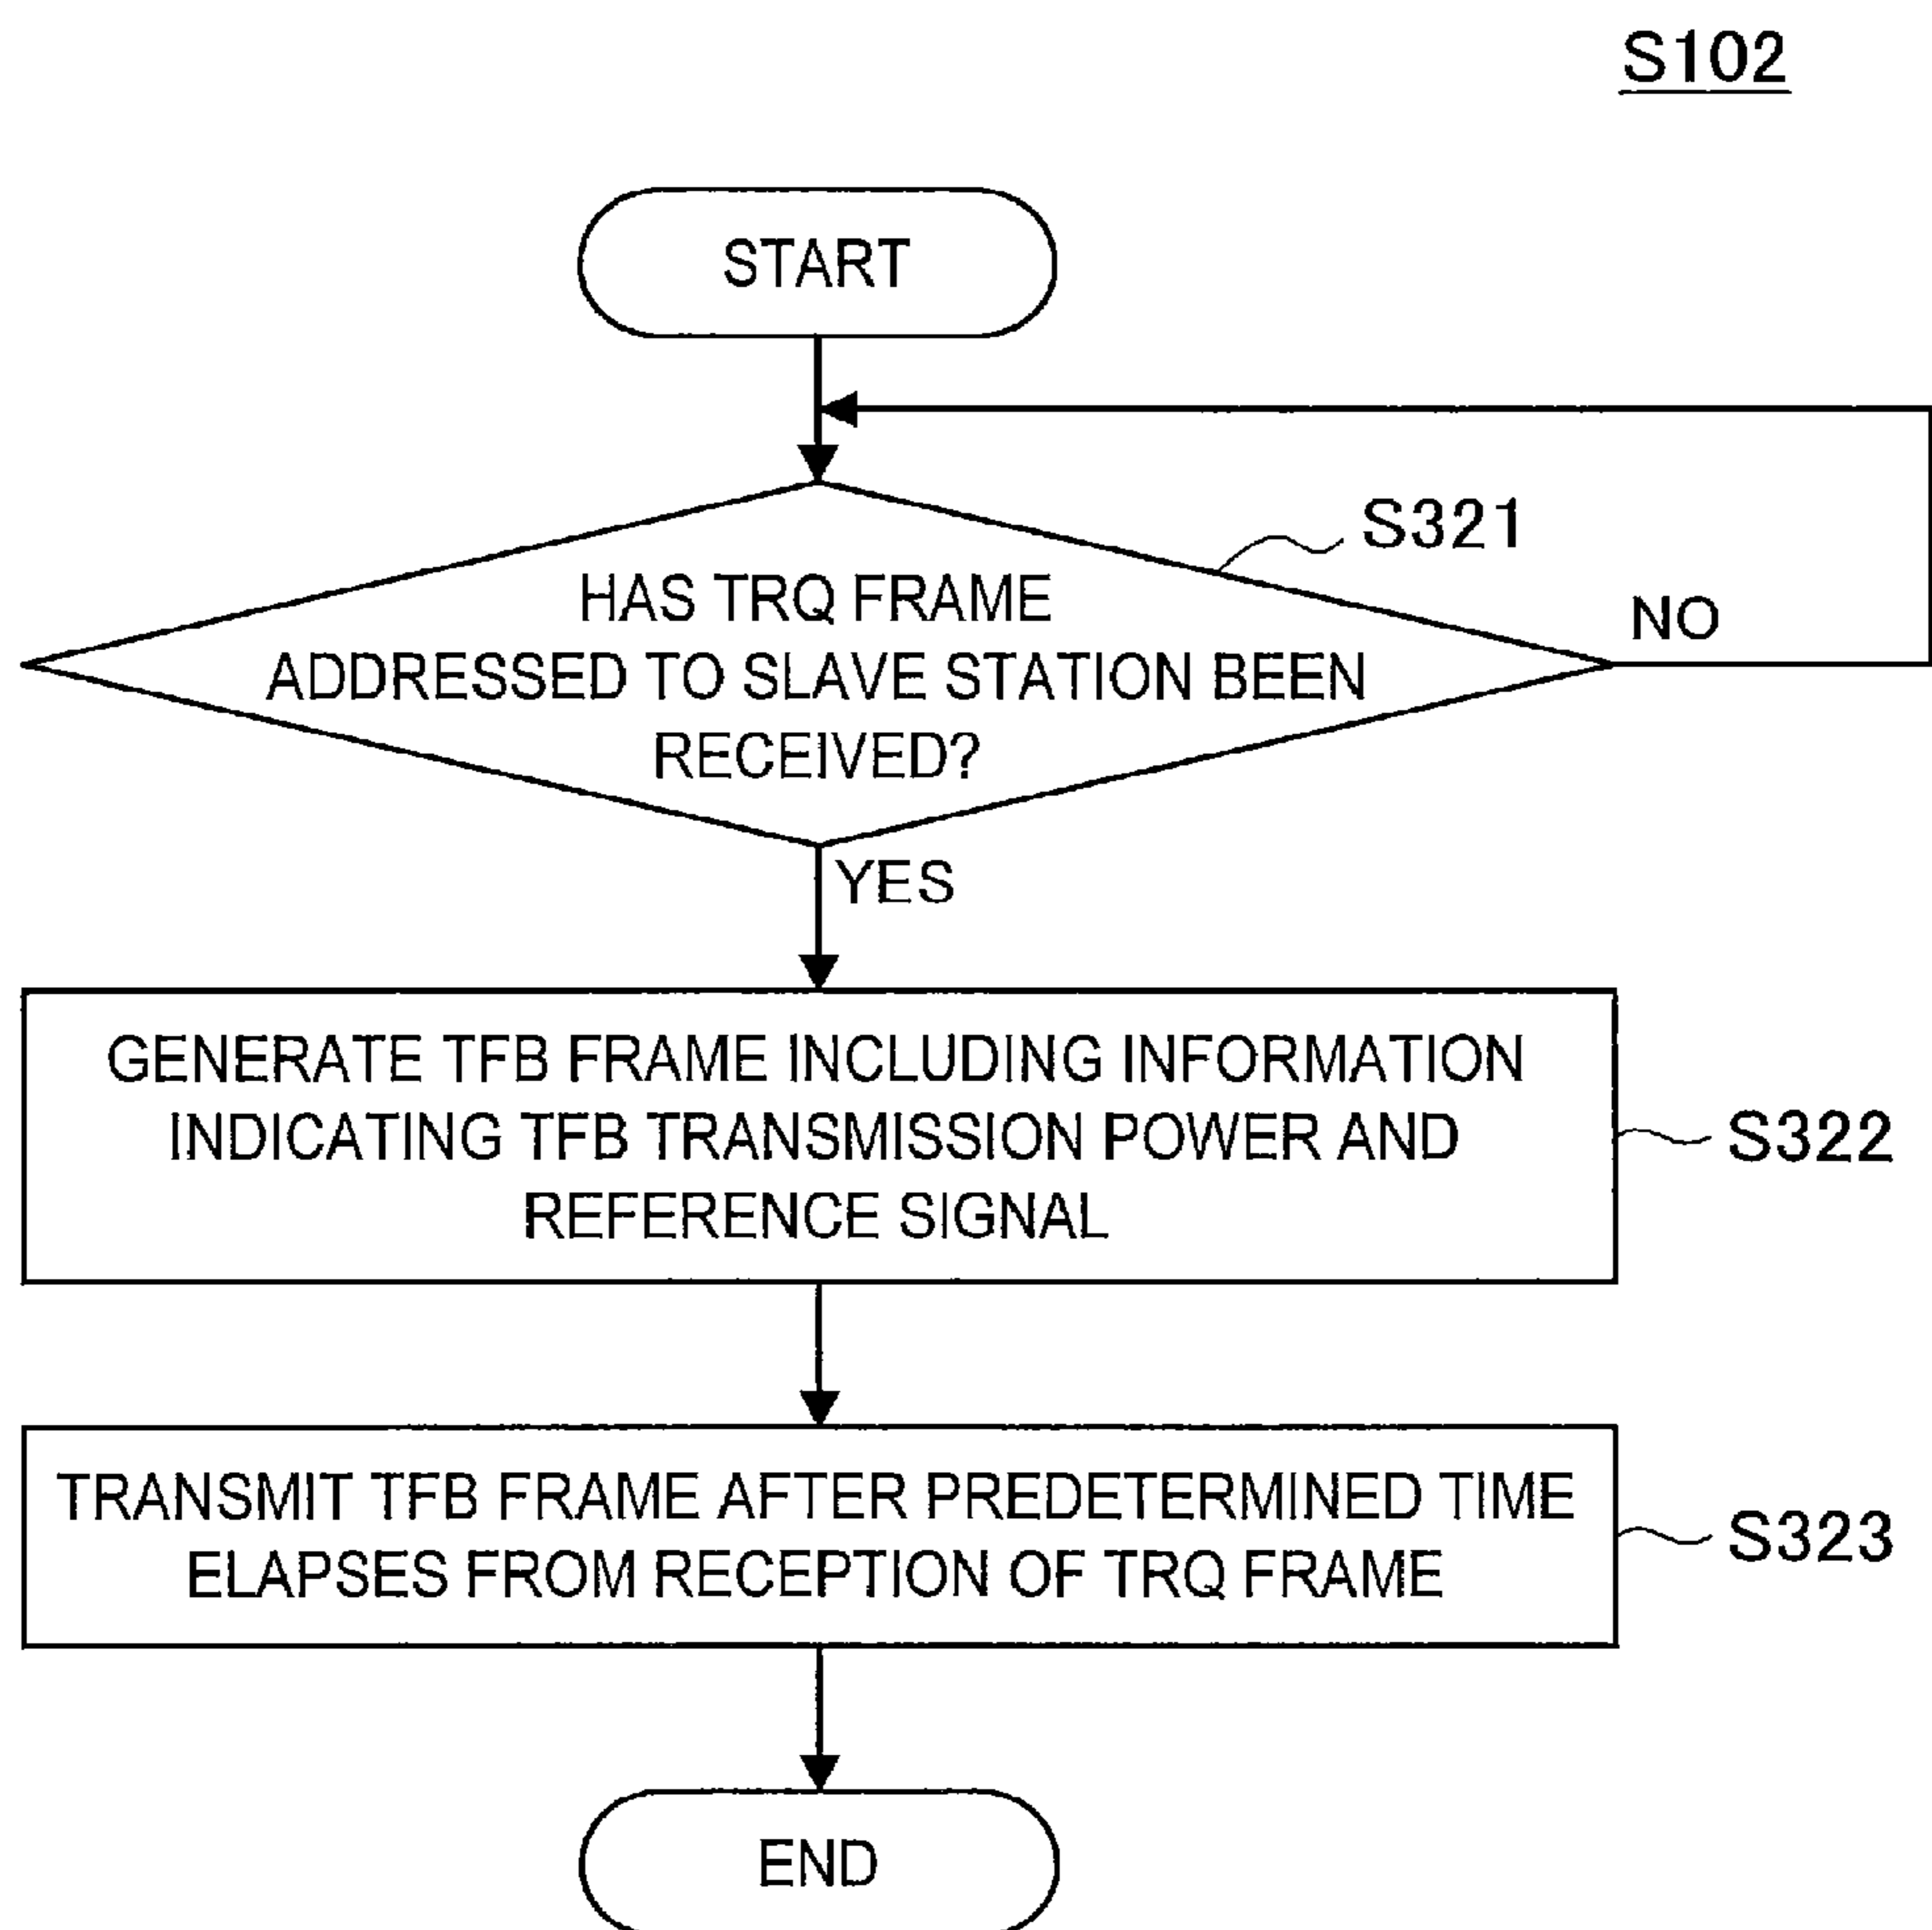 S102
START
S321
HAS TRQ FRAME
ADDRESSED TO SLAVE STATION BEEN
RECEIVED?
NO
YES
GENERATE TFB FRAME INCLUDING INFORMATION
INDICATING TFB TRANSMISSION POWER AND
REFERENCE SIGNAL
S322
TRANSMIT TFB FRAME AFTER PREDETERMINED TIME
ELAPSES FROM RECEPTION OF TRQ FRAME
S323
END